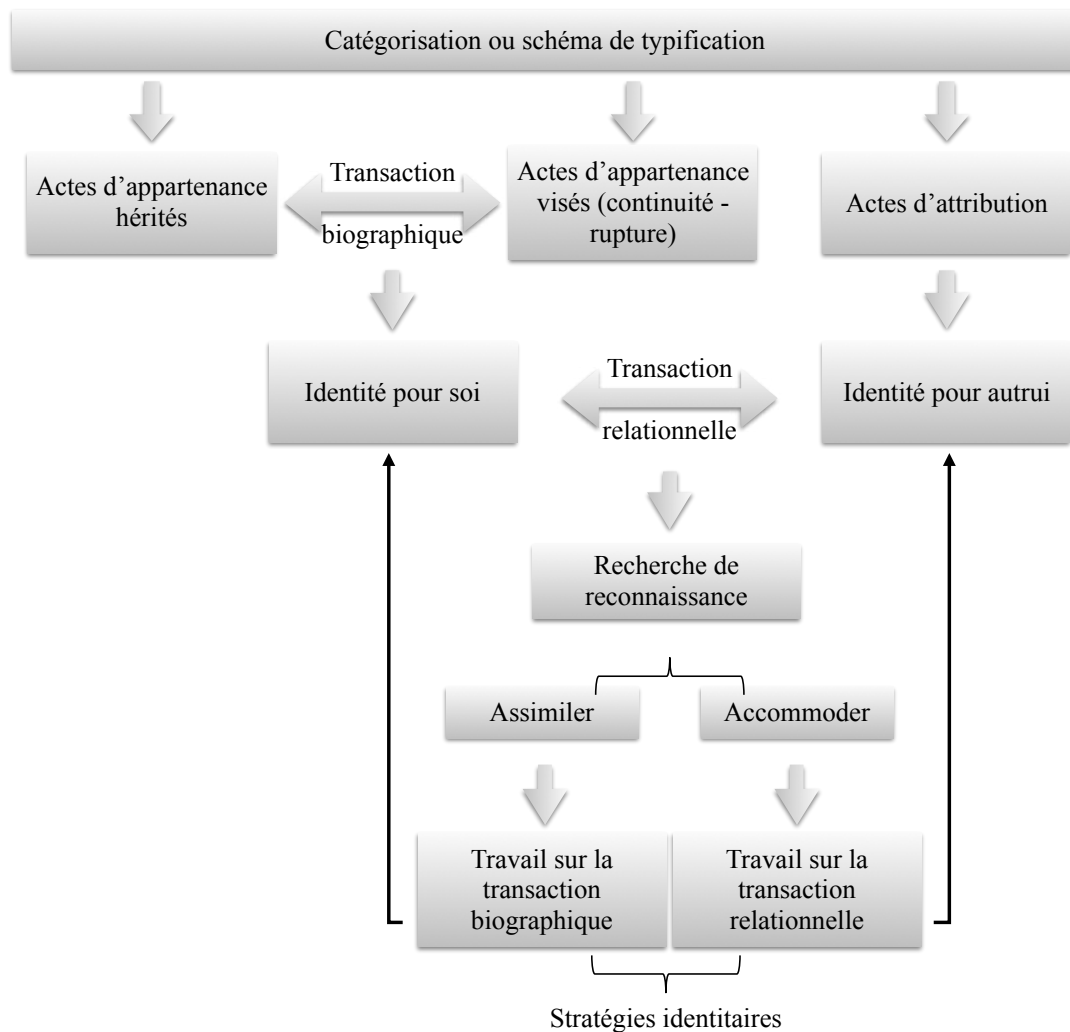 Catégorisation ou schéma de typification
Actes d’appartenance
hérités
Transaction
biographique
Actes d’appartenance
visés (continuité -
rupture)
Actes d’attribution
Identité pour soi
Transaction
relationnelle
Identité pour autrui
Recherche de
reconnaissance
Assimiler
Accommoder
Travail sur la
transaction
biographique
Travail sur la
transaction
relationnelle
Stratégies identitaires